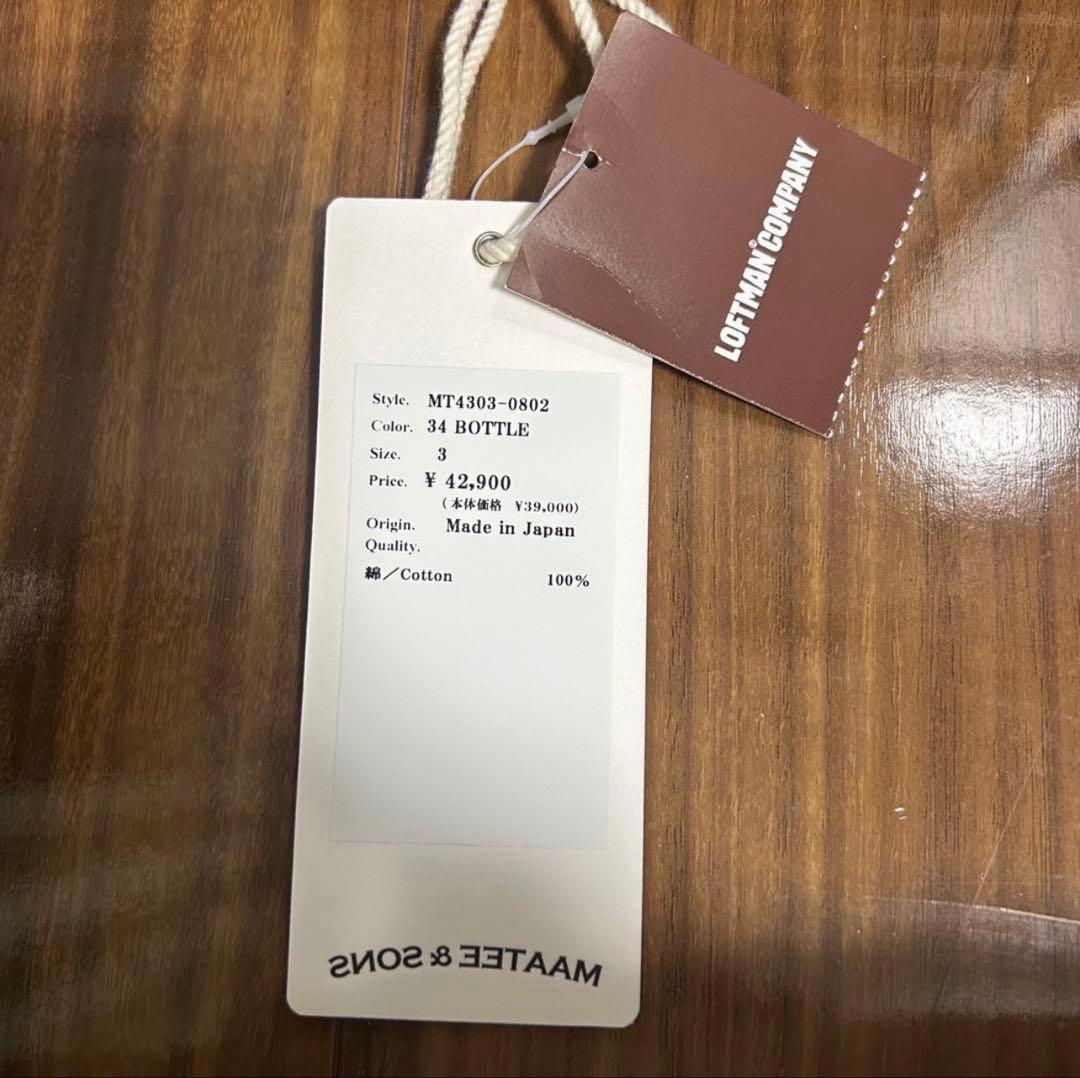 LOFTMAN® COMPANY
Style. MT4303-0802
Color. 34 BOTTLE
Size. 3
Price. ¥ 42,900
(本体価格 ¥39,000)
Origin. Made in Japan
Quality.
綿／Cotton 100%
MAATEE & SONS